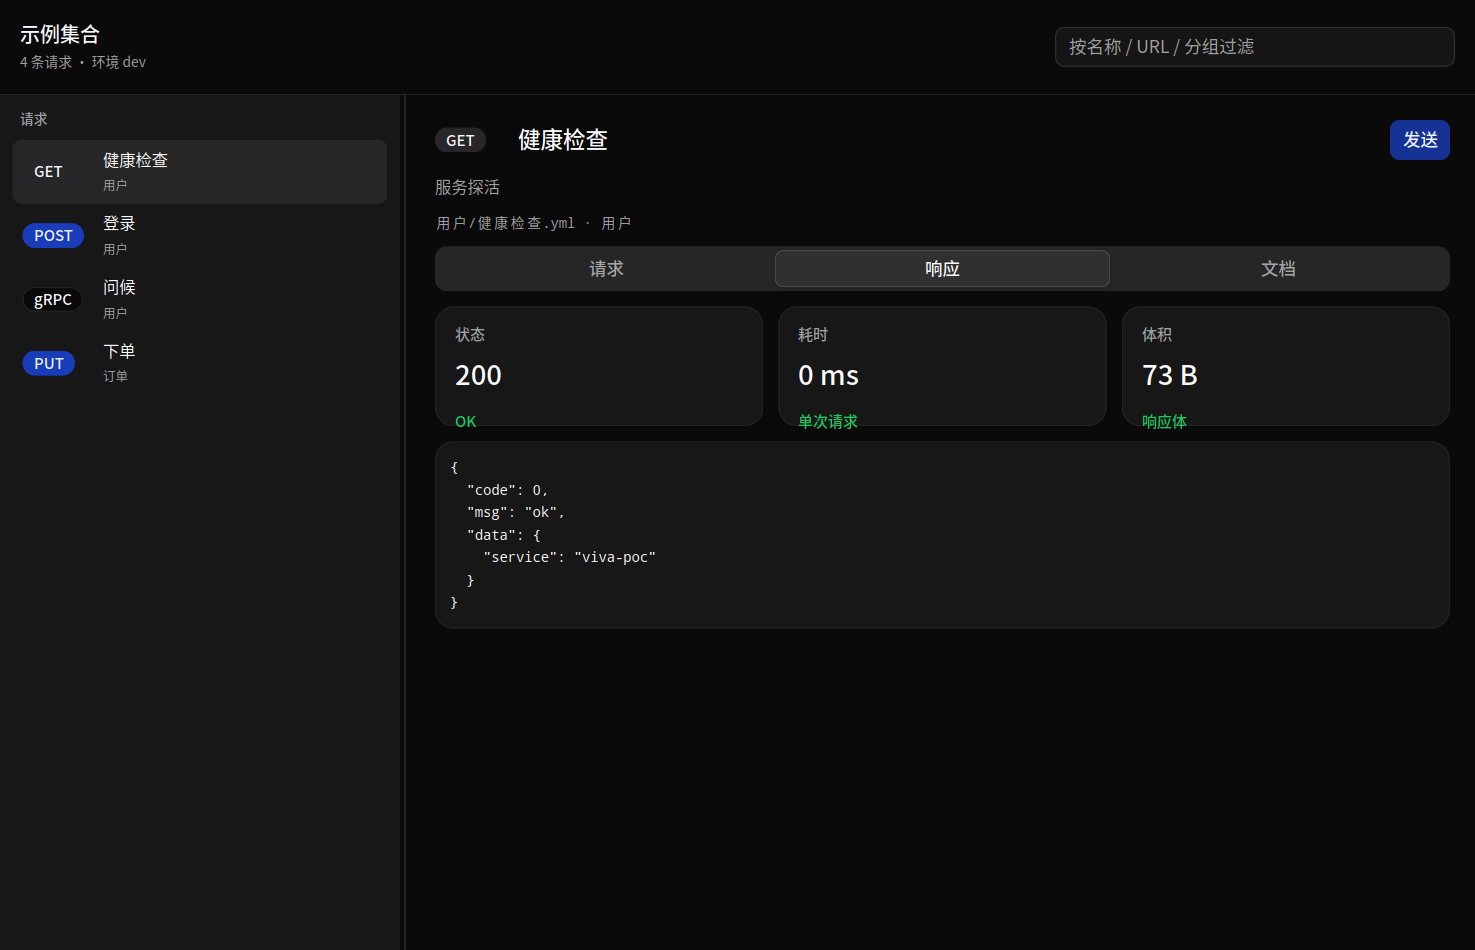 示例集合
4 条请求 • 环境 dev
按名称 / URL / 分组过滤
请求
GET 健康检查
用户
POST 登录
用户
gRPC 问候
用户
PUT 下单
订单
GET 健康检查
发送
服务探活
用户/健康检查.yml · 用户
请求 响应 文档
状态 耗时 体积
200 0 ms 73 B
OK 单次请求 响应体
{
  "code": 0,
  "msg": "ok",
  "data": {
    "service": "viva-poc"
  }
}